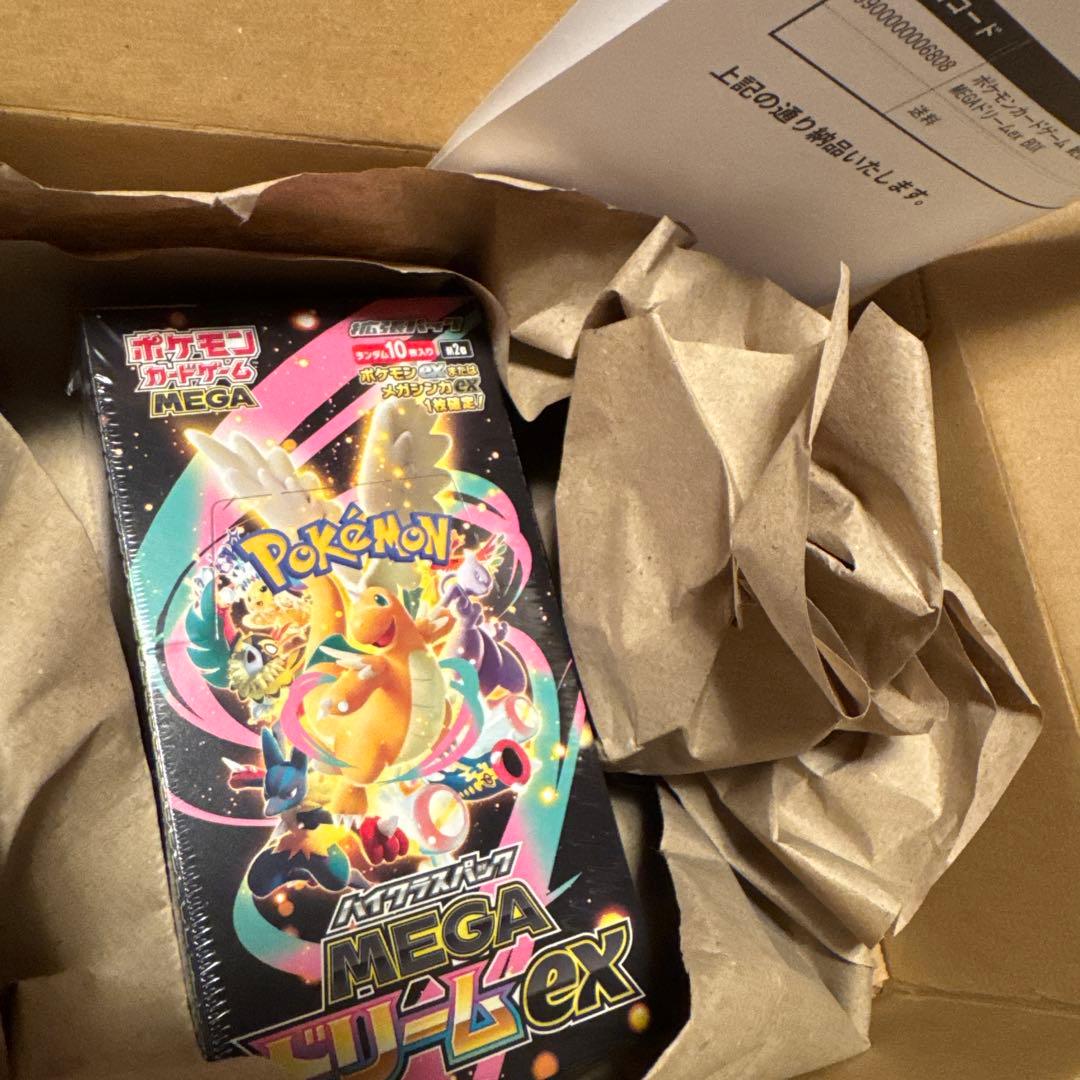 コード
900000006808
ポケモンカードゲーム
MEGAドリームex BOX
送料
上記の通り納品いたします。
ポケモン
カードゲーム
MEGA
拡張パック
ランダム10枚入り
ポケモンexまたは
メガシンカex
1枚確定!
POKéMON
ハイクラスパック
MEGA
ドリームex